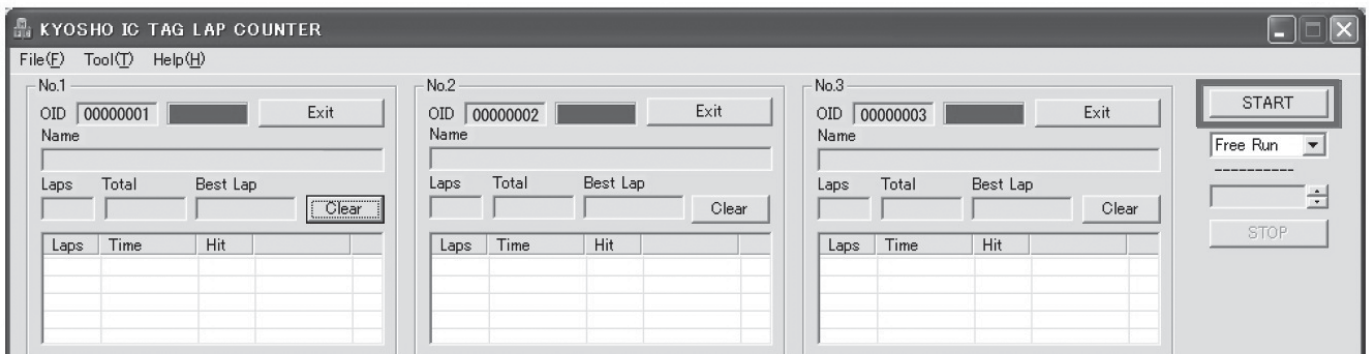 KYOSHO IC TAG LAP COUNTER
File(F) Tool(T) Help(H)
No.1
OID 00000001 Exit
Name
Laps Total Best Lap
Clear
Laps Time Hit
No.2
OID 00000002 Exit
Name
Laps Total Best Lap
Clear
Laps Time Hit
No.3
OID 00000003 Exit
Name
Laps Total Best Lap
Clear
Laps Time Hit
START
Free Run
----------
STOP